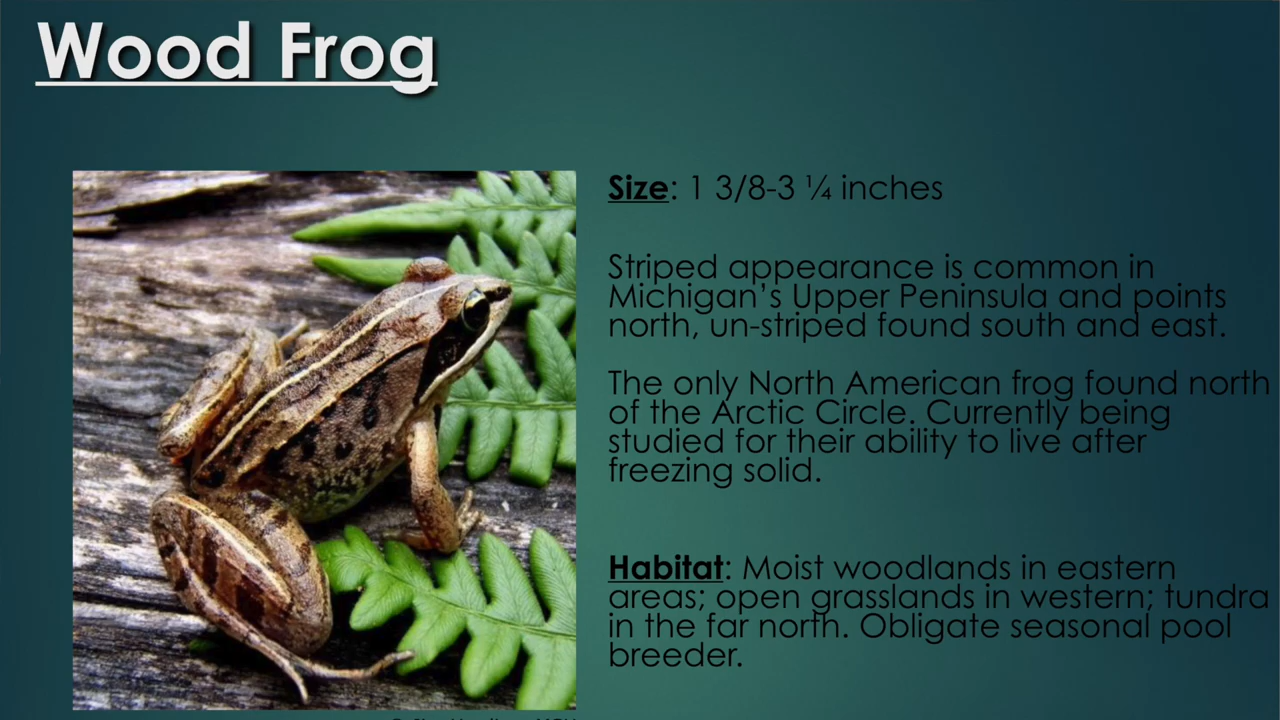 Wood Frog
Size: 1 3/8-3 ¼ inches
Striped appearance is common in
Michigan’s Upper Peninsula and points
north, un-striped found south and east.
The only North American frog found north
of the Arctic Circle. Currently being
studied for their ability to live after
freezing solid.
Habitat: Moist woodlands in eastern
areas; open grasslands in western; tundra
in the far north. Obligate seasonal pool
breeder.